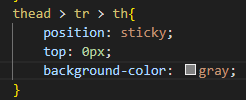 thead > tr > th{
    position: sticky;
    top: 0px;
    background-color: gray;
}